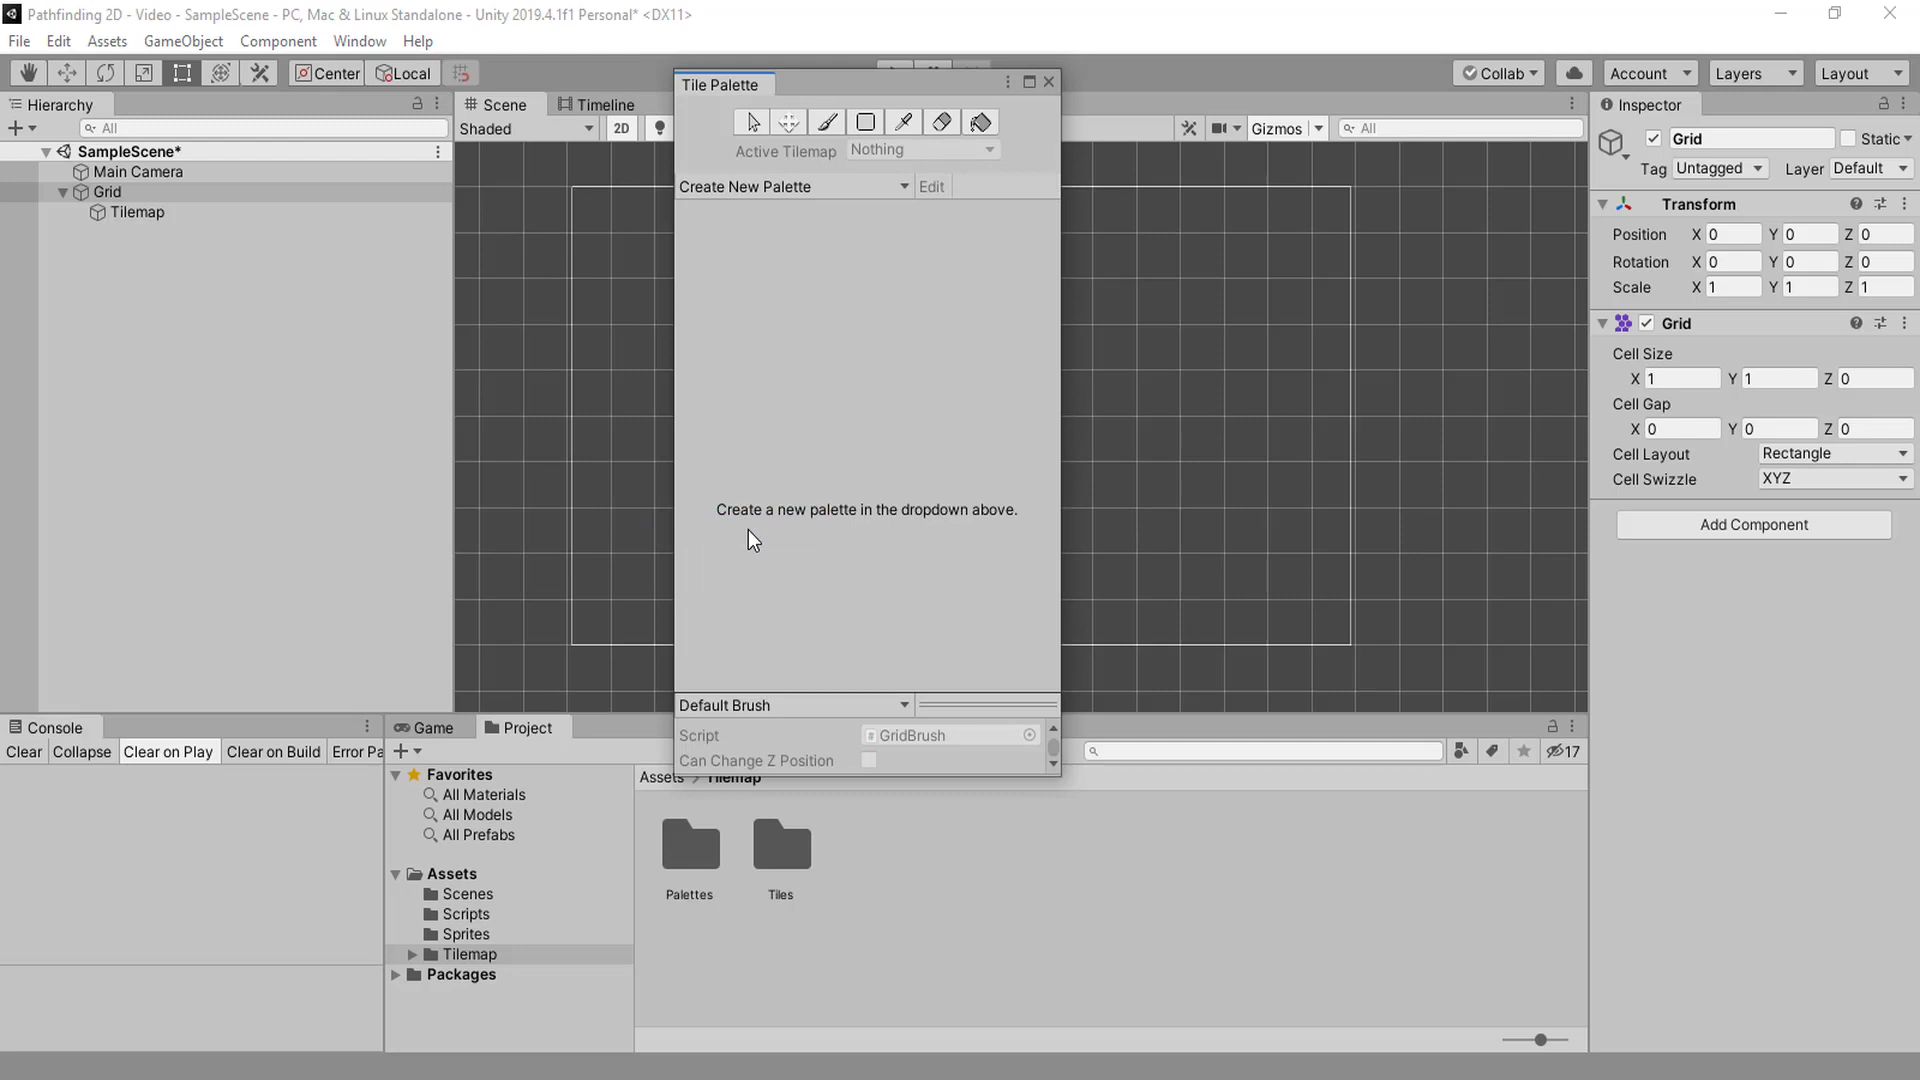 Pathfinding 2D - Video - SampleScene - PC, Mac & Linux Standalone - Unity 2019.4.1f1 Personal* <DX11>
File Edit Assets GameObject Component Window Help
Center Local
Collab Account Layers Layout
Hierarchy
All
SampleScene*
Main Camera
Grid
Tilemap
Scene Timeline
Shaded 2D
Gizmos All
Tile Palette
Active Tilemap Nothing
Create New Palette Edit
Create a new palette in the dropdown above.
Default Brush
Script # GridBrush
Can Change Z Position
Inspector
Grid Static
Tag Untagged Layer Default
Transform
Position X 0 Y 0 Z 0
Rotation X 0 Y 0 Z 0
Scale X 1 Y 1 Z 1
Grid
Cell Size
X 1 Y 1 Z 0
Cell Gap
X 0 Y 0 Z 0
Cell Layout Rectangle
Cell Swizzle XYZ
Add Component
Console
Clear Collapse Clear on Play Clear on Build Error Pa
Game Project
17
Favorites
All Materials
All Models
All Prefabs
Assets
Scenes
Scripts
Sprites
Tilemap
Packages
Assets > Tilemap
Palettes Tiles